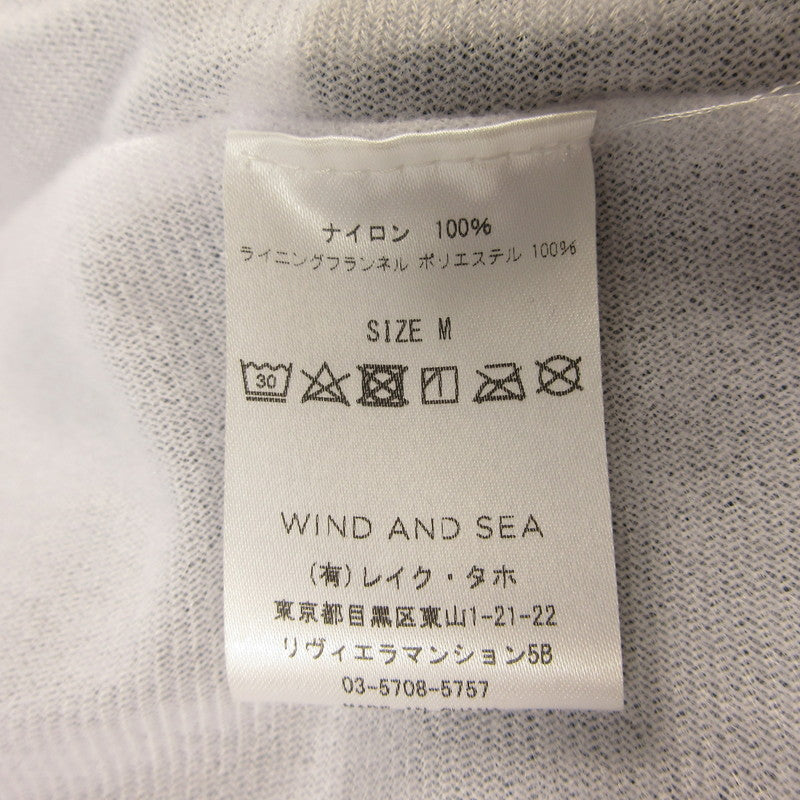 ナイロン 100%
ライニングフランネル ポリエステル 100%
SIZE M
30
WIND AND SEA
(有)レイク・タホ
東京都目黒区東山1-21-22
リヴィエラマンション5B
03-5708-5757